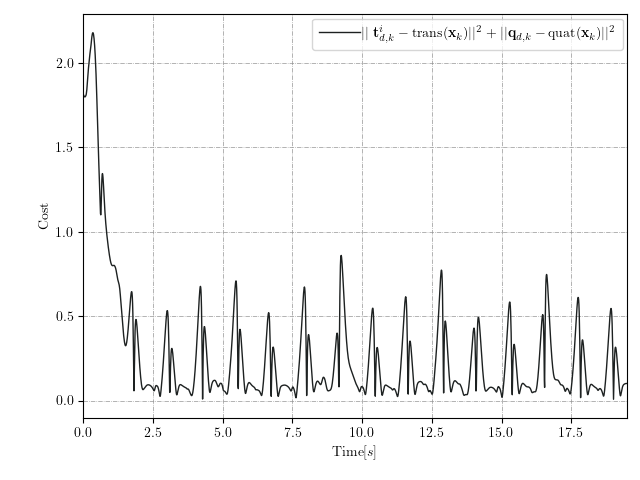 || t^i_{d,k} − trans(x_k)||^2 + ||q_{d,k} − quat(x_k)||^2
2.0
1.5
1.0
0.5
0.0
Cost
0.0 2.5 5.0 7.5 10.0 12.5 15.0 17.5
Time[s]